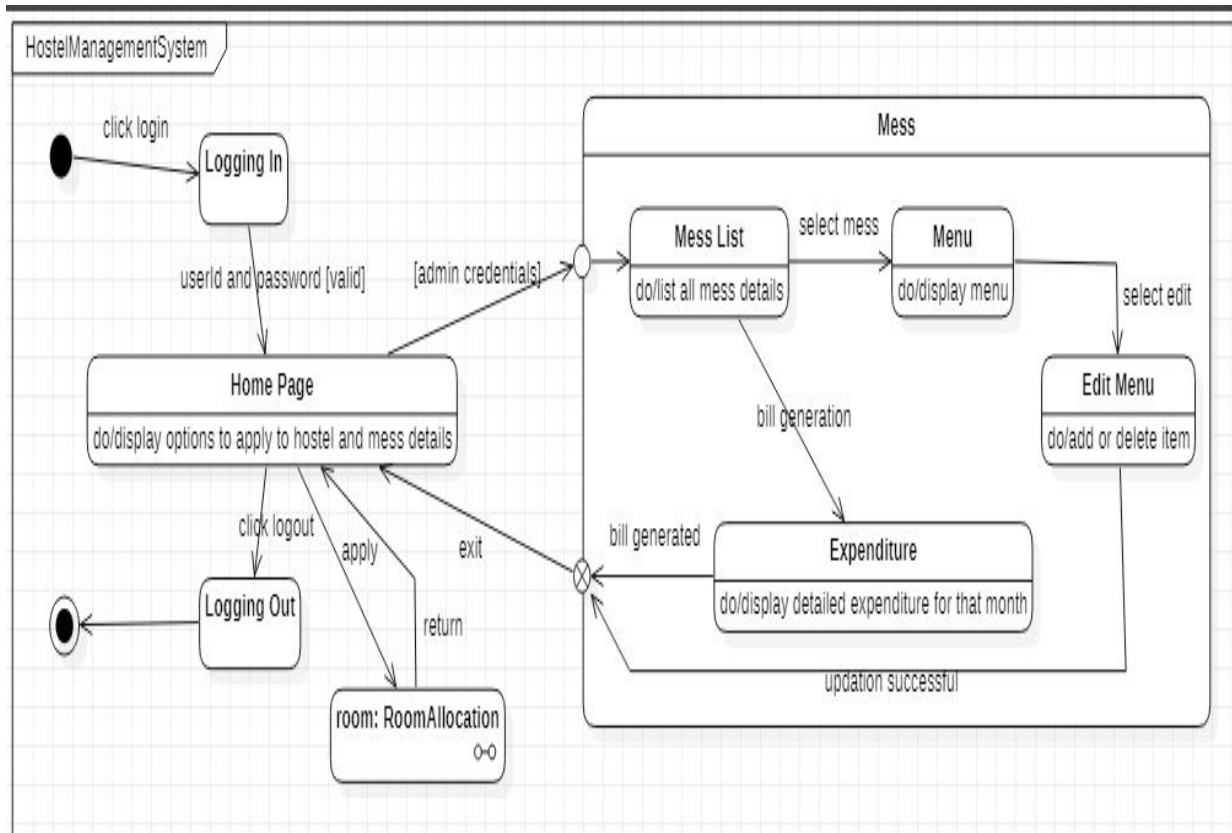 HostelManagementSystem
click login
Logging In
Mess
Mess List
do/list all mess details
select mess
Menu
do/display menu
userId and password [valid]
[admin credentials]
select edit
Home Page
do/display options to apply to hostel and mess details
Edit Menu
do/add or delete item
bill generation
click logout
apply
exit
bill generated
Expenditure
do/display detailed expenditure for that month
Logging Out
return
updation successful
room: RoomAllocation